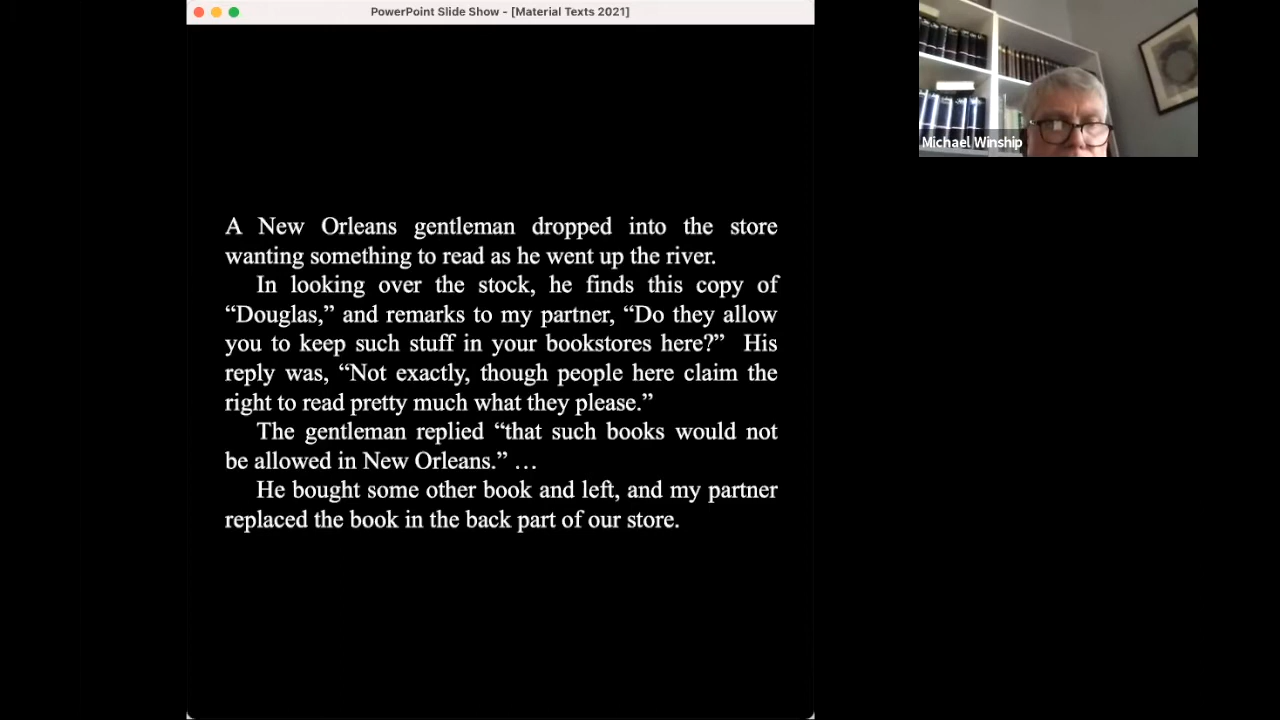 PowerPoint Slide Show - [Material Texts 2021]
Michael Winship
A New Orleans gentleman dropped into the store
wanting something to read as he went up the river.
In looking over the stock, he finds this copy of
“Douglas,” and remarks to my partner, “Do they allow
you to keep such stuff in your bookstores here?” His
reply was, “Not exactly, though people here claim the
right to read pretty much what they please.”
The gentleman replied “that such books would not
be allowed in New Orleans.” …
He bought some other book and left, and my partner
replaced the book in the back part of our store.